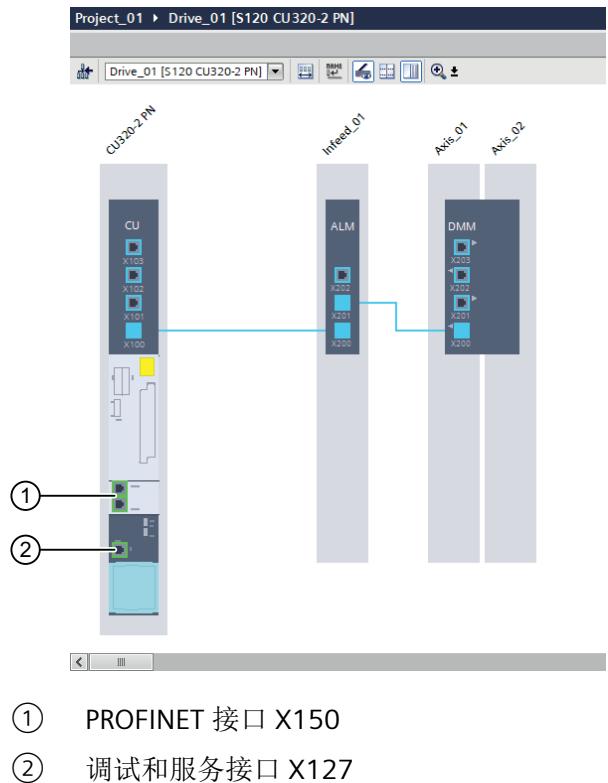 Project_01 ▸ Drive_01 [S120 CU320-2 PN]
Drive_01 [S120 CU320-2 PN]
CU320-2 PN
Infeed_01
Axis_01
Axis_02
CU
X103
X102
X101
X100
ALM
X202
X201
X200
DMM
X203
X202
X201
X200
①
②
① PROFINET 接口 X150
② 调试和服务接口 X127